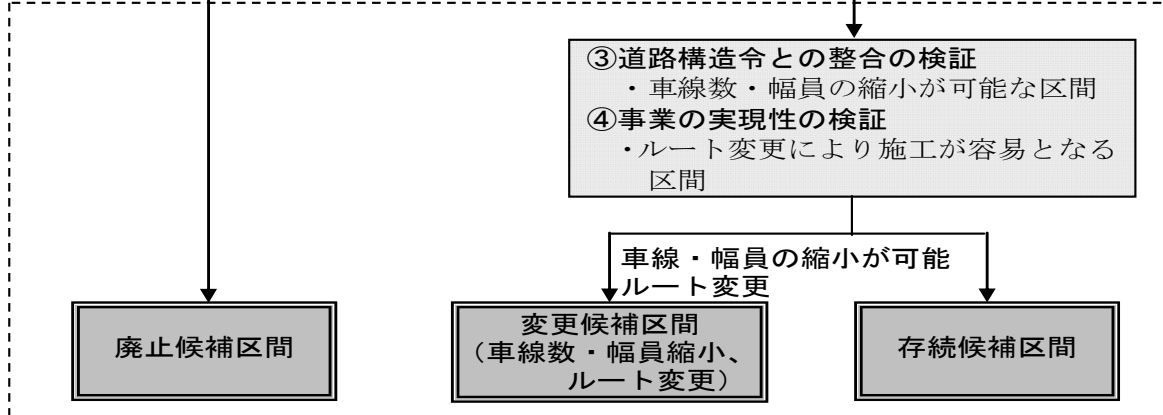 ③道路構造令との整合の検証
・車線数・幅員の縮小が可能な区間
④事業の実現性の検証
・ルート変更により施工が容易となる
区間
車線・幅員の縮小が可能
ルート変更
廃止候補区間
変更候補区間
（車線数・幅員縮小、
ルート変更）
存続候補区間